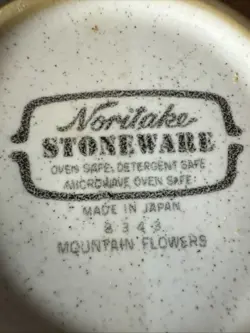 Noritake
STONEWARE
OVEN SAFE, DETERGENT SAFE
MICROWAVE OVEN SAFE
MADE IN JAPAN
8343
MOUNTAIN FLOWERS